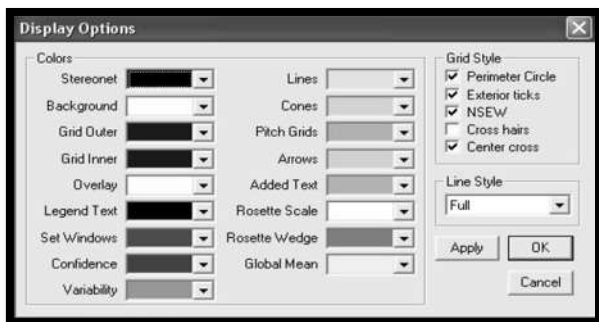 Display Options
Colors
Stereonet
Background
Grid Outer
Grid Inner
Overlay
Legend Text
Set Windows
Confidence
Variability
Lines
Cones
Pitch Grids
Arrows
Added Text
Rosette Scale
Rosette Wedge
Global Mean
Grid Style
Perimeter Circle
Exterior ticks
NSEW
Cross hairs
Center cross
Line Style
Full
Apply OK
Cancel